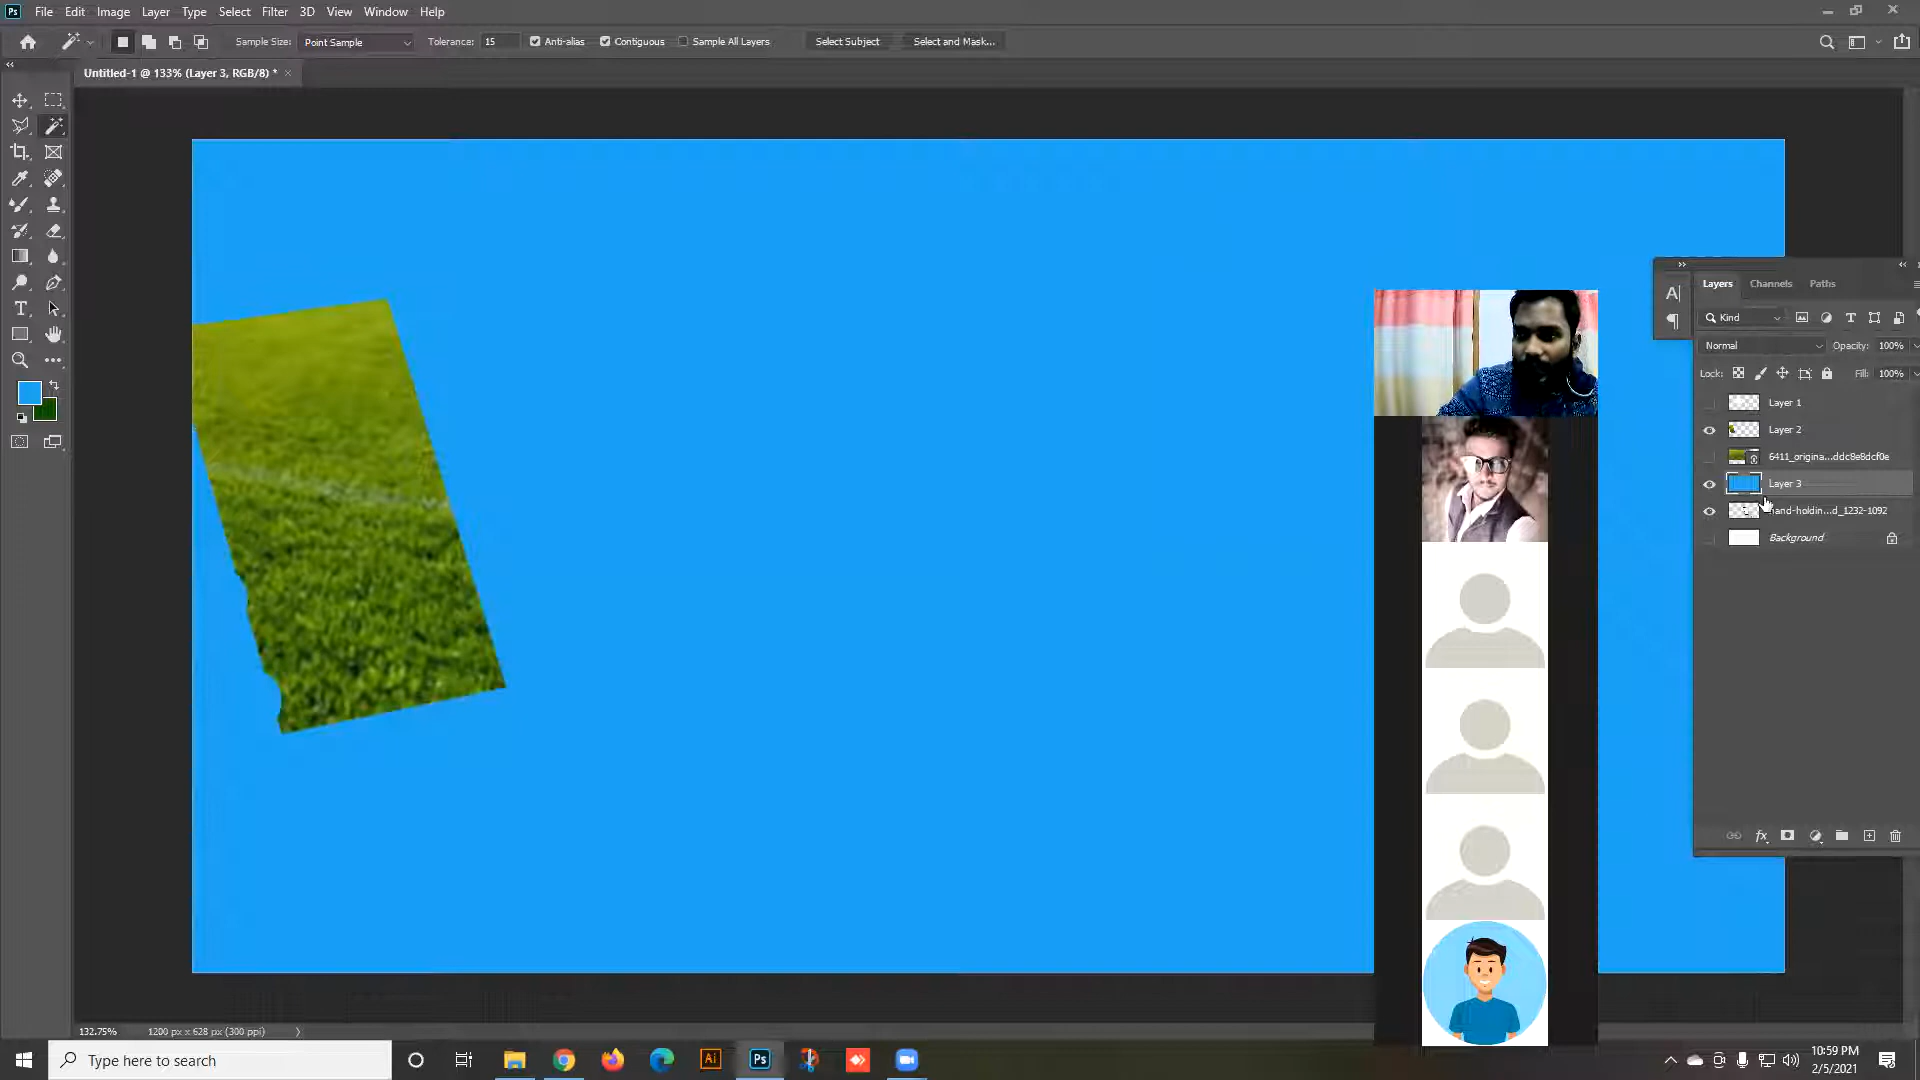 Ps File Edit Image Layer Type Select Filter 3D View Window Help
Sample Size: Point Sample Tolerance: 15 Anti-alias Contiguous Sample All Layers Select Subject Select and Mask...
Untitled-1 @ 133% (Layer 3, RGB/8) *
Layers Channels Paths
Kind
Normal Opacity: 100%
Lock: Fill: 100%
Layer 1
Layer 2
6411_origina...ddc8e8dcf0e
Layer 3
hand-holdin...d_1232-1092
Background
fx
132.75% 1200 px x 628 px (300 ppi)
Type here to search
Ai
Ps
10:59 PM
2/5/2021